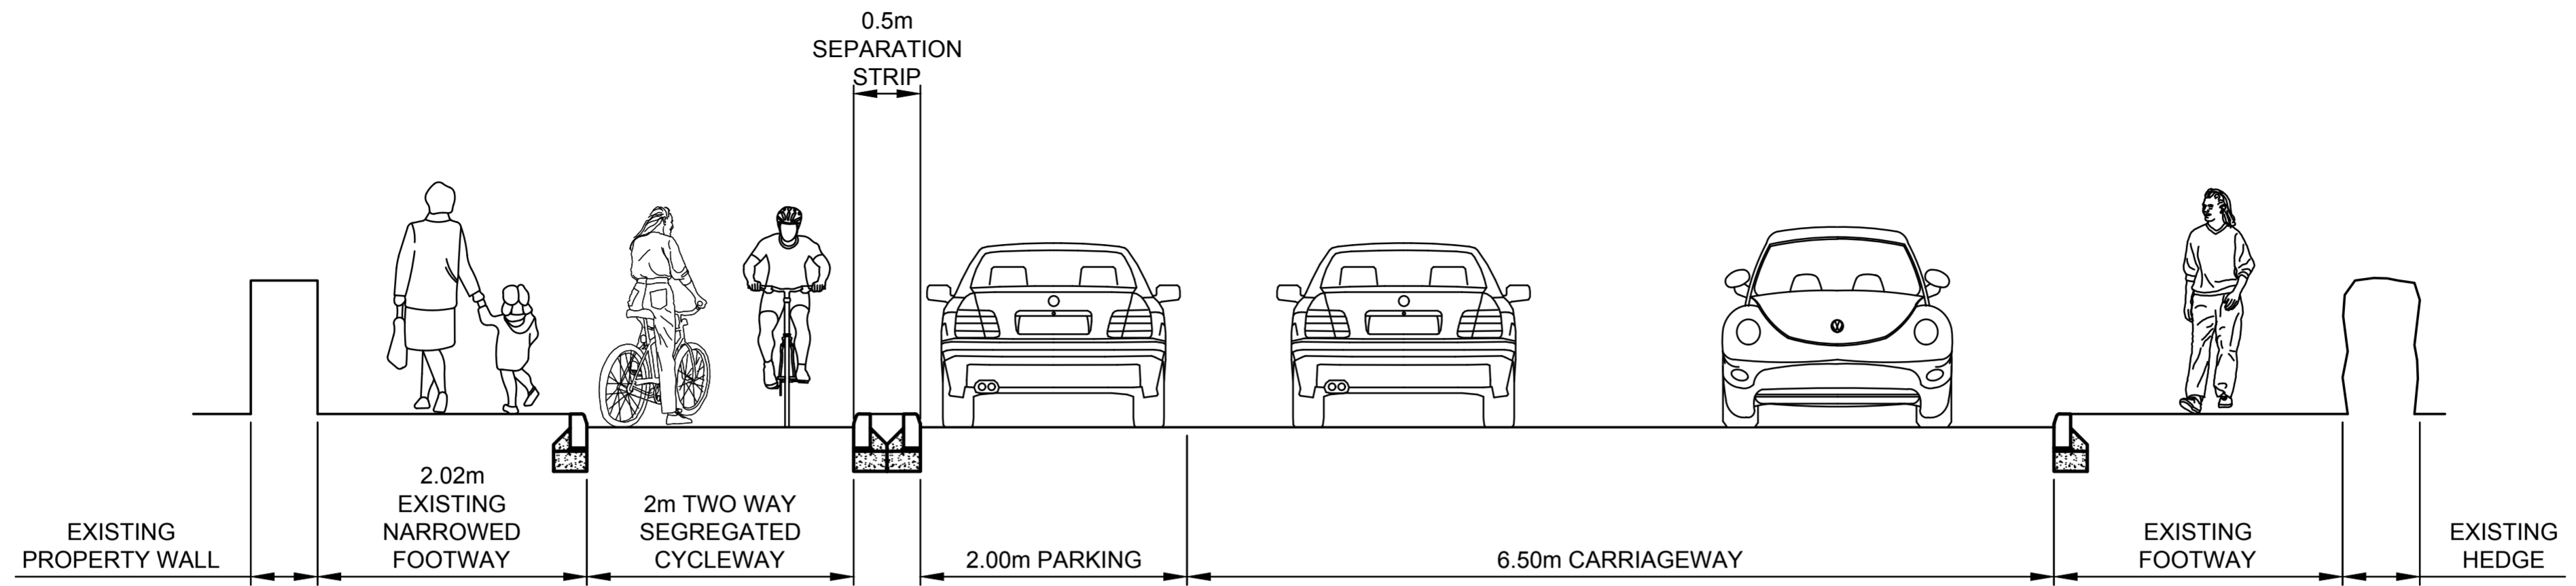 0.5m
SEPARATION
STRIP
EXISTING
PROPERTY WALL
2.02m
EXISTING
NARROWED
FOOTWAY
2m TWO WAY
SEGREGATED
CYCLEWAY
2.00m PARKING
6.50m CARRIAGEWAY
EXISTING
FOOTWAY
EXISTING
HEDGE